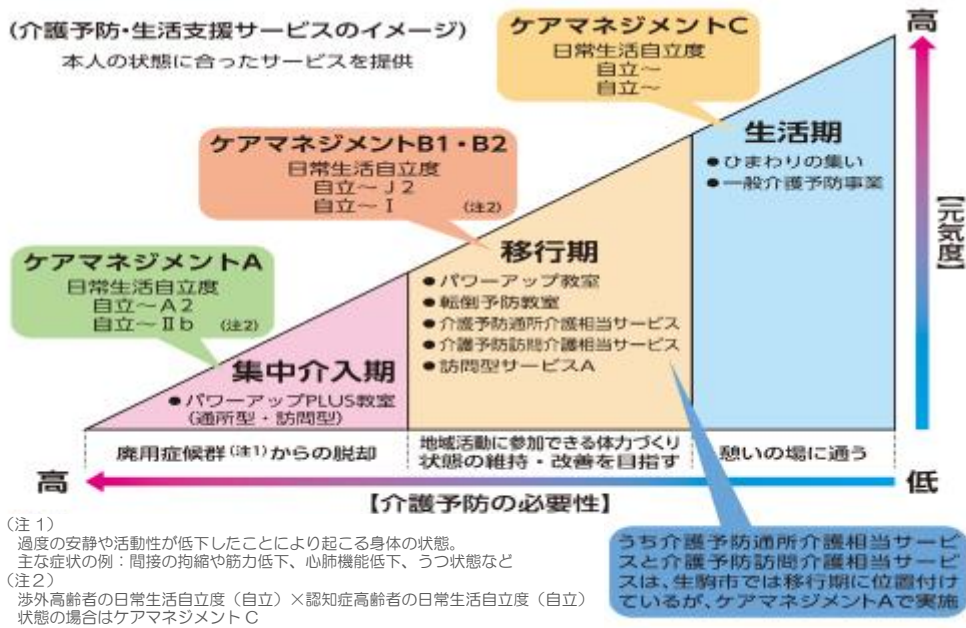 (介護予防・生活支援サービスのイメージ)
本人の状態に合ったサービスを提供
ケアマネジメントC
日常生活自立度
自立～
自立～
高
【元気度】
生活期
●ひまわりの集い
●一般介護予防事業
ケアマネジメントB1・B2
日常生活自立度
自立～J2
自立～I (注2)
移行期
●パワーアップ教室
●転倒予防教室
●介護予防通所介護相当サービス
●介護予防訪問介護相当サービス
●訪問型サービスA
ケアマネジメントA
日常生活自立度
自立～A2
自立～Ⅱb (注2)
集中介入期
●パワーアップPLUS教室
(通所型・訪問型)
廃用症候群(注1)からの脱却
地域活動に参加できる体力づくり
状態の維持・改善を目指す
憩いの場に通う
高
【介護予防の必要性】
低
うち介護予防通所介護相当サービ
スと介護予防訪問介護相当サービ
スは、生駒市では移行期に位置付け
ているが、ケアマネジメントAで実施
(注1)
過度の安静や活動性が低下したことにより起こる身体の状態。
主な症状の例:間接の拘縮や筋力低下、心肺機能低下、うつ状態など
(注2)
渉外高齢者の日常生活自立度(自立)×認知症高齢者の日常生活自立度(自立)
状態の場合はケアマネジメントC